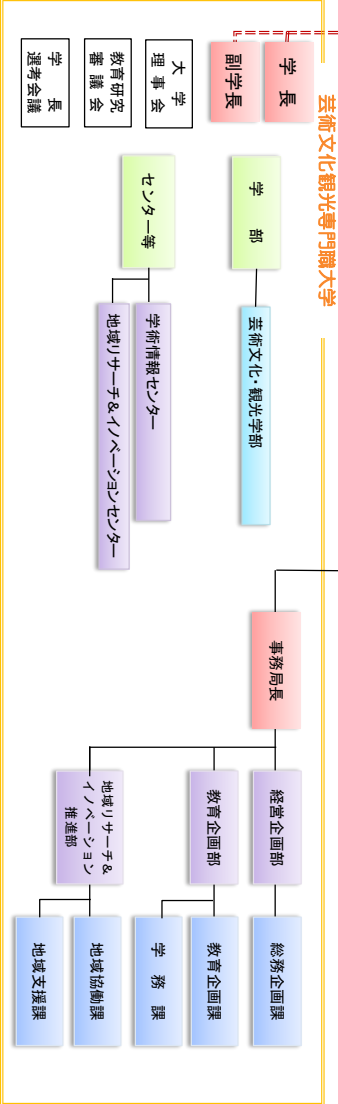 芸術文化観光専門職大学
学 長
副学長
大 学
理事会
教育研究
審議会
学 長
選考会議
学 部
芸術文化・観光学部
センター等
学術情報センター
地域リサーチ&イノベーションセンター
事務局長
経営企画部
総務企画課
教育企画部
教育企画課
学 務 課
地域リサーチ&
イノベーション
推進部
地域協働課
地域支援課